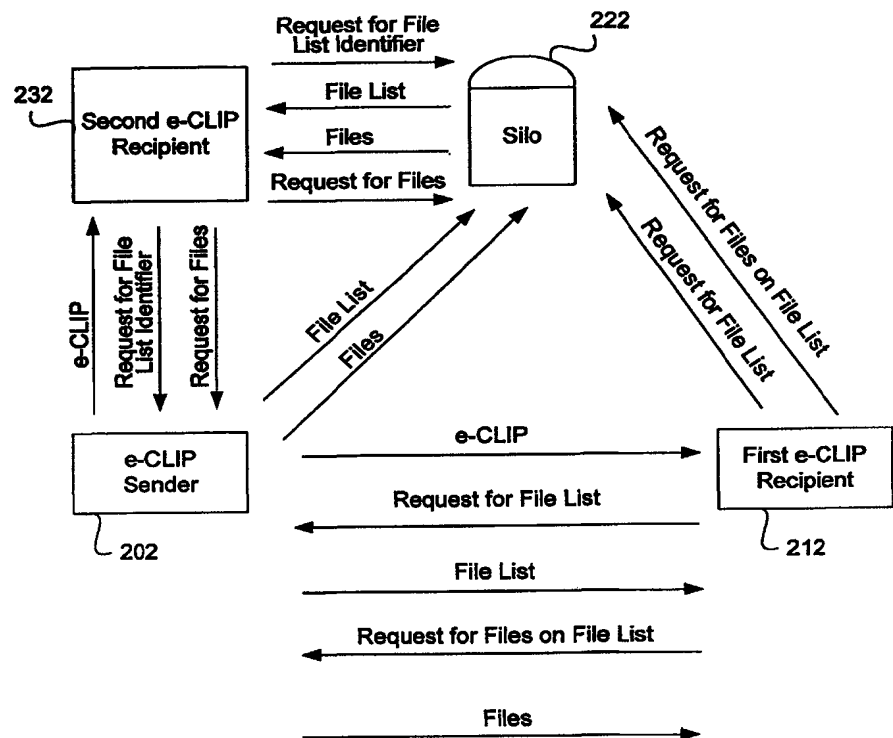 Request for File
List Identifier
222
232
Second e-CLIP
Recipient
File List
Files
Request for Files
Silo
Request for Files on File List
Request for File List
e-CLIP
Request for File
List Identifier
Request for Files
File List
Files
e-CLIP
Sender
202
e-CLIP
First e-CLIP
Recipient
212
Request for File List
File List
Request for Files on File List
Files